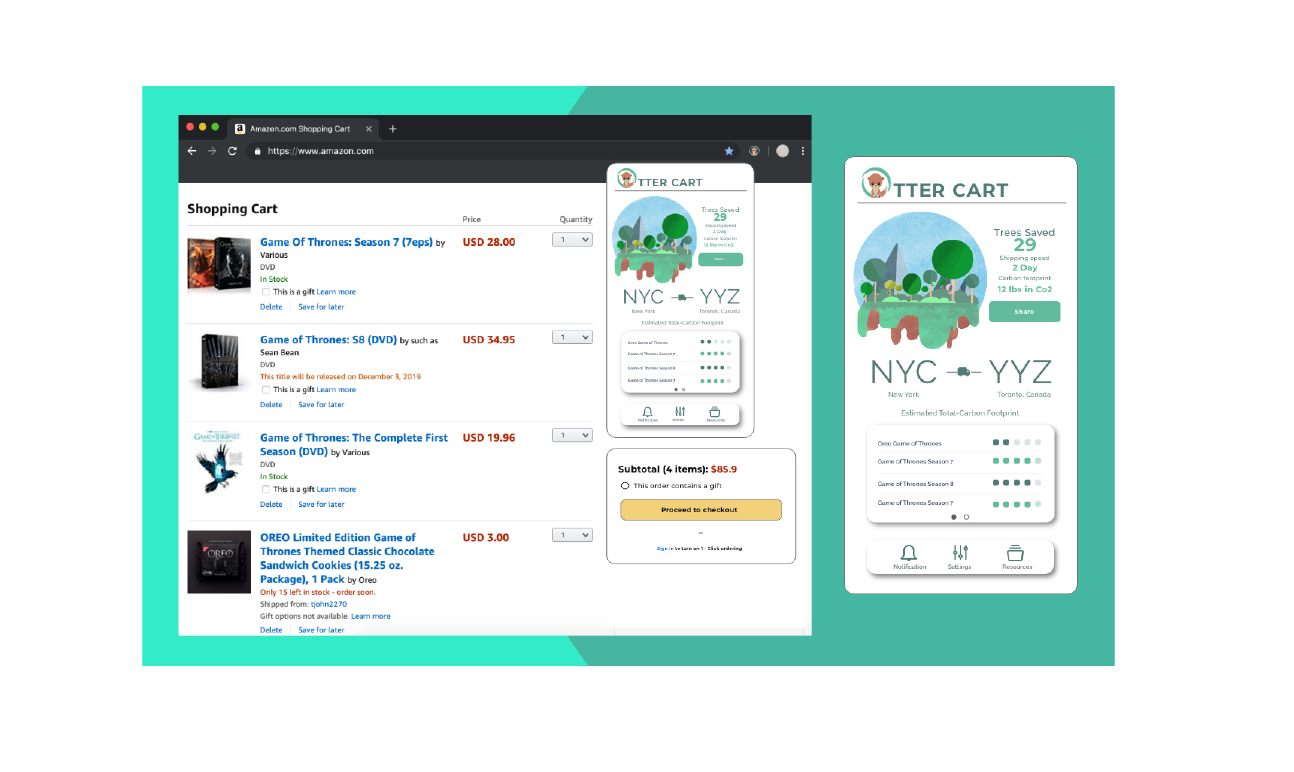 Amazon.com Shopping Cart
https://www.amazon.com
Shopping Cart
Price
Quantity
Game Of Thrones: Season 7 (7eps) by
Various
USD 28.00
1
DVD
In Stock
This is a gift Learn more
Delete
Save for later
Game of Thrones: S8 (DVD) by such as
Sean Bean
USD 34.95
1
DVD
This title will be released on December 3, 2019
This is a gift Learn more
Delete
Save for later
GAME OF THRONES
Game of Thrones: The Complete First
Season (DVD) by Various
USD 19.96
1
DVD
In Stock
This is a gift Learn more
Delete
Save for later
OREO
OREO Limited Edition Game of
Thrones Themed Classic Chocolate
Sandwich Cookies (15.25 oz.
Package), 1 Pack by Oreo
USD 3.00
1
Only 15 left in stock - order soon.
Shipped from: tjohn2270
Gift options not available. Learn more
Delete
Save for later
TTER CART
Trees Saved
29
Shipping speed
2 Day
Carbon footprint
12 lbs in Co2
Share
NYC
YYZ
New York
Toronto, Canada
Estimated Total-Carbon Footprint
Oreo Game of Thrones
Game of Thrones Season 7
Game of Thrones Season 8
Game of Thrones Season 7
Notification
Settings
Resources
Subtotal (4 items): $85.9
This order contains a gift
Proceed to checkout
or
Sign in to turn on 1 - Click ordering
TTER CART
Trees Saved
29
Shipping speed
2 Day
Carbon footprint
12 lbs in Co2
Share
NYC
YYZ
New York
Toronto, Canada
Estimated Total-Carbon Footprint
Oreo Game of Thrones
Game of Thrones Season 7
Game of Thrones Season 8
Game of Thrones Season 7
Notification
Settings
Resources